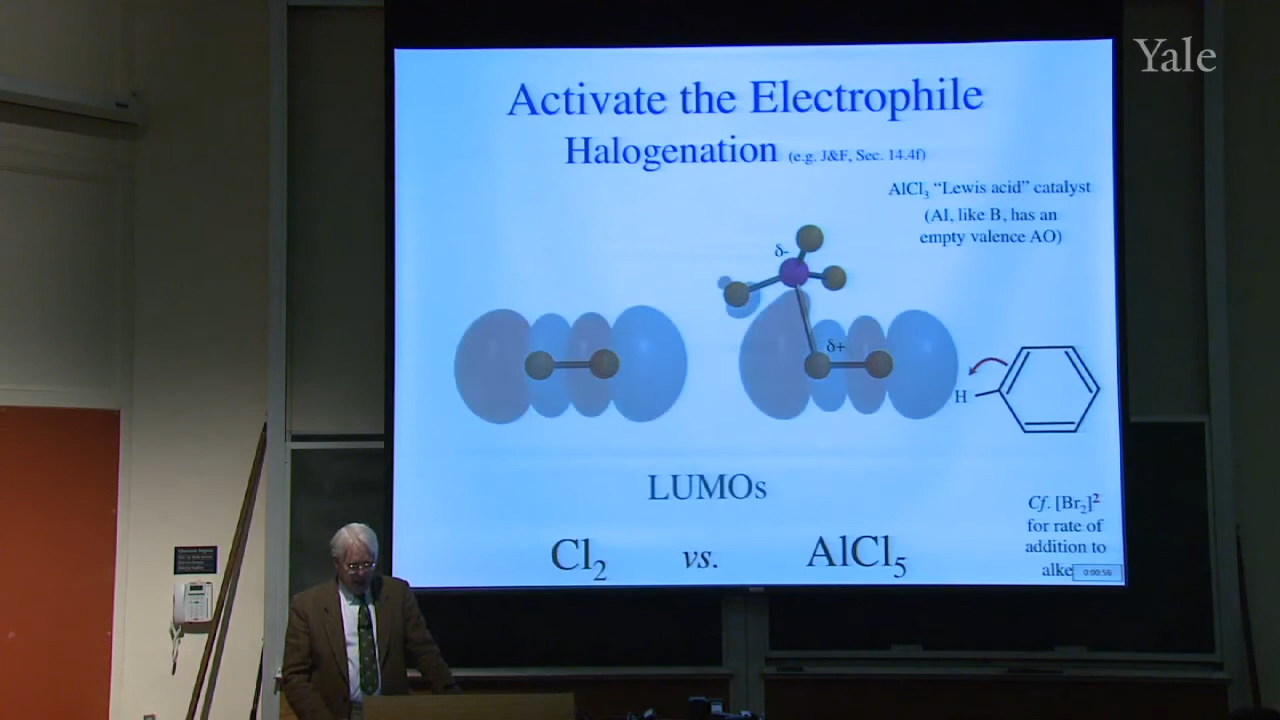 Yale
Activate the Electrophile
Halogenation (e.g. J&F, Sec. 14.4f)
AlCl₃ “Lewis acid” catalyst
(Al, like B, has an
empty valence AO)
δ-
δ+
H
LUMOs
Cl₂ vs. AlCl₅
Cf. [Br₂]²
for rate of
addition to
alke
0:00:56